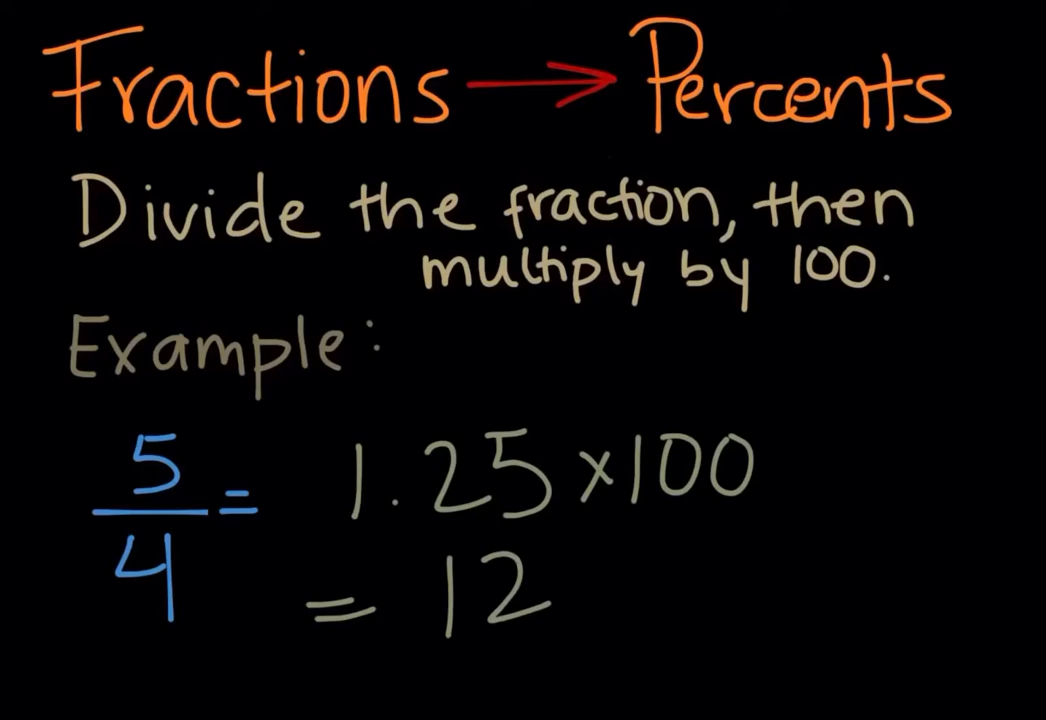 Fractions → Percents
Divide the fraction, then
multiply by 100.
Example:
5/4 = 1.25 x 100
= 12